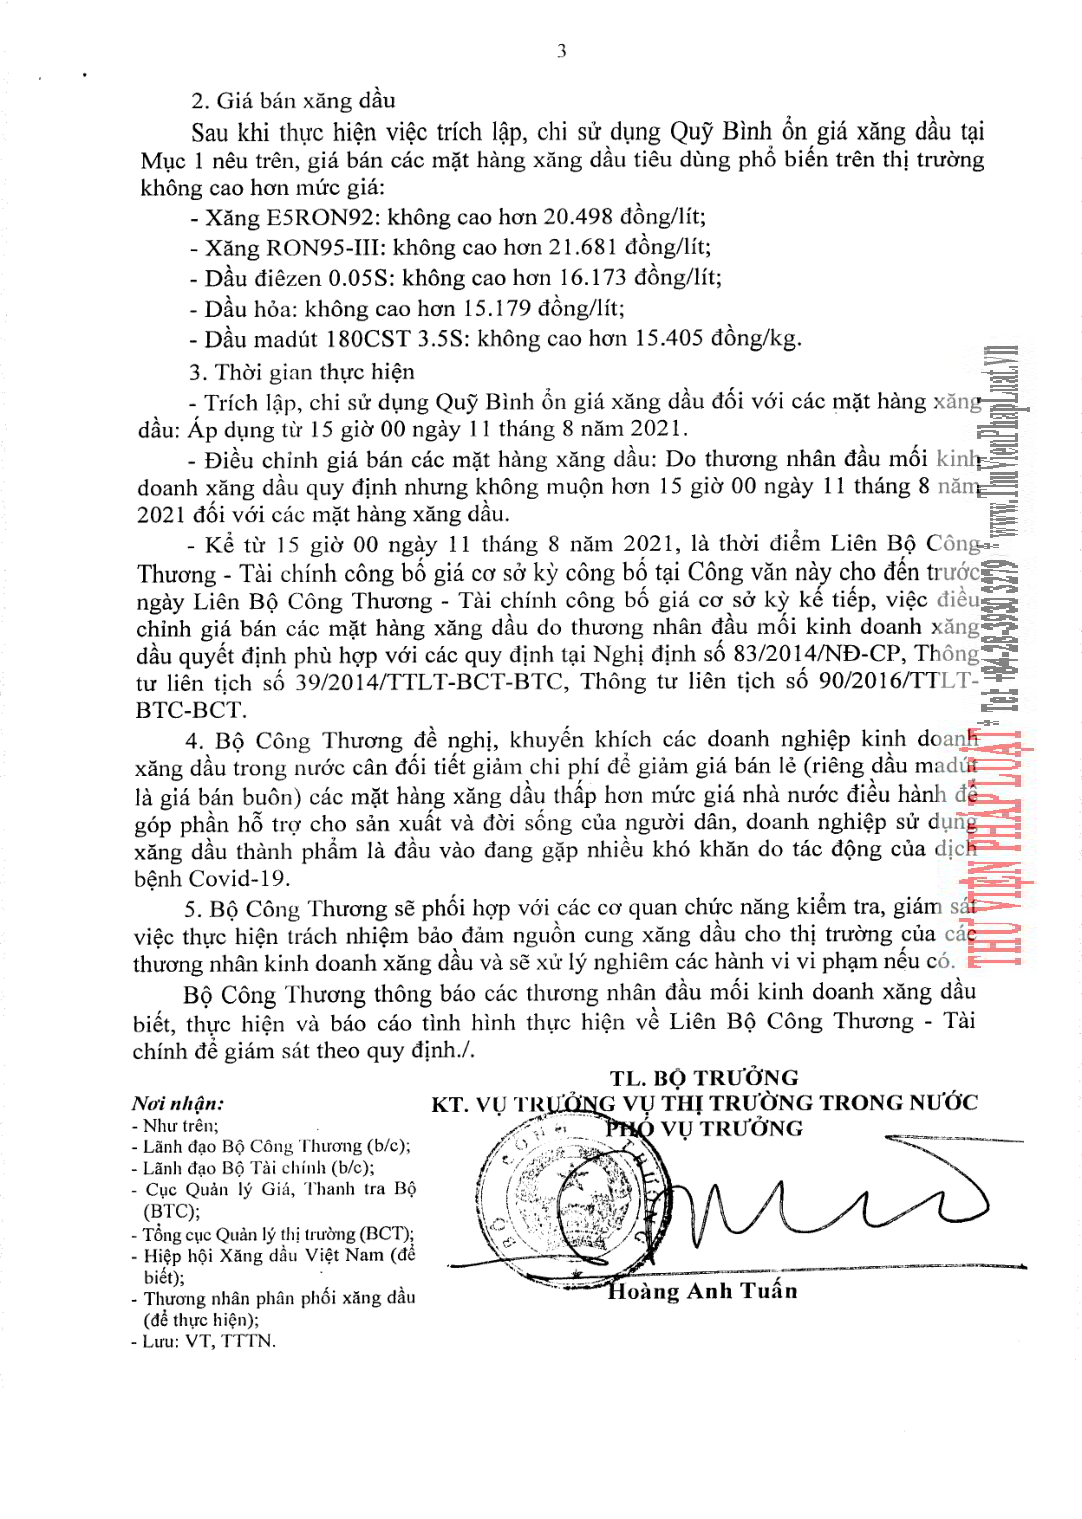 3
2. Giá bán xăng dầu
Sau khi thực hiện việc trích lập, chi sử dụng Quỹ Bình ổn giá xăng dầu tại
Mục 1 nêu trên, giá bán các mặt hàng xăng dầu tiêu dùng phổ biến trên thị trường
không cao hơn mức giá:
- Xăng E5RON92: không cao hơn 20.498 đồng/lít;
- Xăng RON95-III: không cao hơn 21.681 đồng/lít;
- Dầu điêzen 0.05S: không cao hơn 16.173 đồng/lít;
- Dầu hỏa: không cao hơn 15.179 đồng/lít;
- Dầu madút 180CST 3.5S: không cao hơn 15.405 đồng/kg.
3. Thời gian thực hiện
- Trích lập, chi sử dụng Quỹ Bình ổn giá xăng dầu đối với các mặt hàng xăng
dầu: Áp dụng từ 15 giờ 00 ngày 11 tháng 8 năm 2021.
- Điều chỉnh giá bán các mặt hàng xăng dầu: Do thương nhân đầu mối kinh
doanh xăng dầu quy định nhưng không muộn hơn 15 giờ 00 ngày 11 tháng 8 năm
2021 đối với các mặt hàng xăng dầu.
- Kể từ 15 giờ 00 ngày 11 tháng 8 năm 2021, là thời điểm Liên Bộ Công
Thương - Tài chính công bố giá cơ sở kỳ công bố tại Công văn này cho đến trước
ngày Liên Bộ Công Thương - Tài chính công bố giá cơ sở kỳ kế tiếp, việc điều
chỉnh giá bán các mặt hàng xăng dầu do thương nhân đầu mối kinh doanh xăng
dầu quyết định phù hợp với các quy định tại Nghị định số 83/2014/NĐ-CP, Thông
tư liên tịch số 39/2014/TTLT-BCT-BTC, Thông tư liên tịch số 90/2016/TTLT-
BTC-BCT.
4. Bộ Công Thương đề nghị, khuyến khích các doanh nghiệp kinh doanh
xăng dầu trong nước cân đối tiết giảm chi phí để giảm giá bán lẻ (riêng dầu madút
là giá bán buôn) các mặt hàng xăng dầu thấp hơn mức giá nhà nước điều hành để
góp phần hỗ trợ cho sản xuất và đời sống của người dân, doanh nghiệp sử dụng
xăng dầu thành phẩm là đầu vào đang gặp nhiều khó khăn do tác động của dịch
bệnh Covid-19.
5. Bộ Công Thương sẽ phối hợp với các cơ quan chức năng kiểm tra, giám sát
việc thực hiện trách nhiệm bảo đảm nguồn cung xăng dầu cho thị trường của các
thương nhân kinh doanh xăng dầu và sẽ xử lý nghiêm các hành vi vi phạm nếu có.
Bộ Công Thương thông báo các thương nhân đầu mối kinh doanh xăng dầu
biết, thực hiện và báo cáo tình hình thực hiện về Liên Bộ Công Thương - Tài
chính để giám sát theo quy định./.
TL. BỘ TRƯỞNG
KT. VỤ TRƯỞNG VỤ THỊ TRƯỜNG TRONG NƯỚC
PHÓ VỤ TRƯỞNG
BỘ CÔNG THƯƠNG
Hoàng Anh Tuấn
Nơi nhận:
- Như trên;
- Lãnh đạo Bộ Công Thương (b/c);
- Lãnh đạo Bộ Tài chính (b/c);
- Cục Quản lý Giá, Thanh tra Bộ
(BTC);
- Tổng cục Quản lý thị trường (BCT);
- Hiệp hội Xăng dầu Việt Nam (để
biết);
- Thương nhân phân phối xăng dầu
(để thực hiện);
- Lưu: VT, TTTN.
THƯ VIỆN PHÁP LUẬT * Tel: +84-28-3930 3279 * www.ThuVienPhapLuat.vn